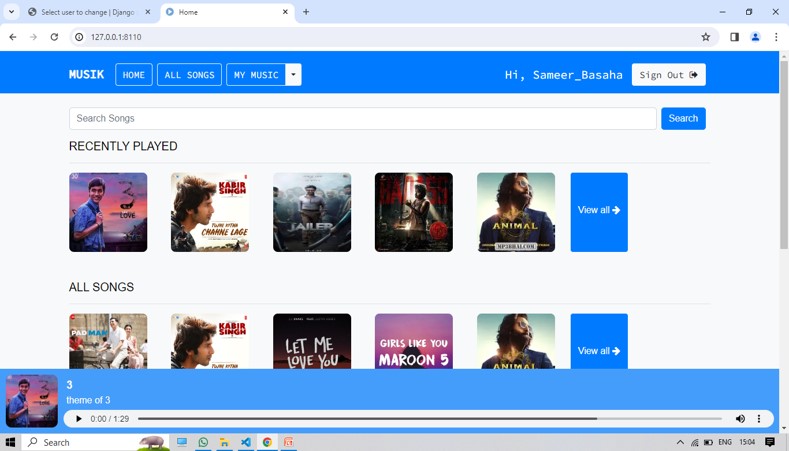 Select user to change | Django
Home
127.0.0.1:8110
MUSIK
HOME
ALL SONGS
MY MUSIC
Hi, Sameer_Basaha
Sign Out
Search Songs
Search
RECENTLY PLAYED
3
LOVE
KABIR SINGH
TUJHE KITNA
CHAHNE LAGE
JAILER
ANIMAL
MP3BHAI.COM
View all
ALL SONGS
PAD MAN
KABIR SINGH
TUJHE KITNA
CHAHNE LAGE
LET ME
LOVE YOU
GIRLS LIKE YOU
MAROON 5
ANIMAL
View all
3
theme of 3
0:00 / 1:29
Search
ENG
15:04